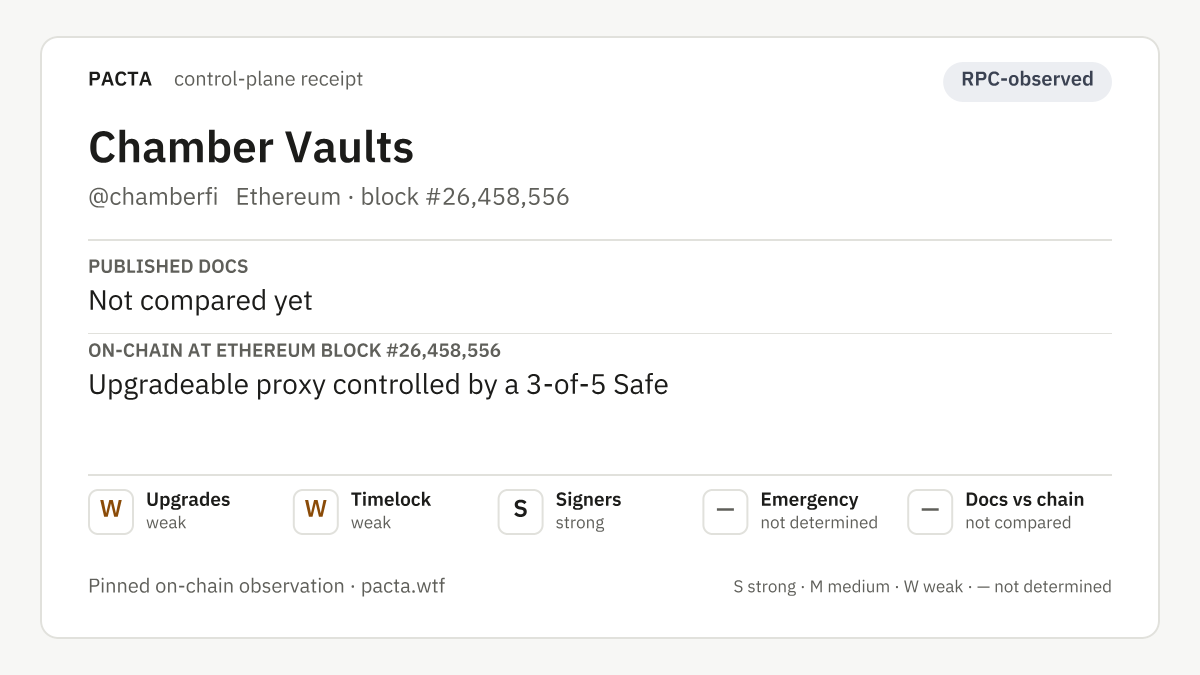 PACTA control-plane receipt
RPC-observed
Chamber Vaults
@chamberfi Ethereum · block #26,458,556
PUBLISHED DOCS
Not compared yet
ON-CHAIN AT ETHEREUM BLOCK #26,458,556
Upgradeable proxy controlled by a 3-of-5 Safe
W Upgrades
weak
W Timelock
weak
S Signers
strong
— Emergency
not determined
— Docs vs chain
not compared
Pinned on-chain observation · pacta.wtf
S strong · M medium · W weak · — not determined